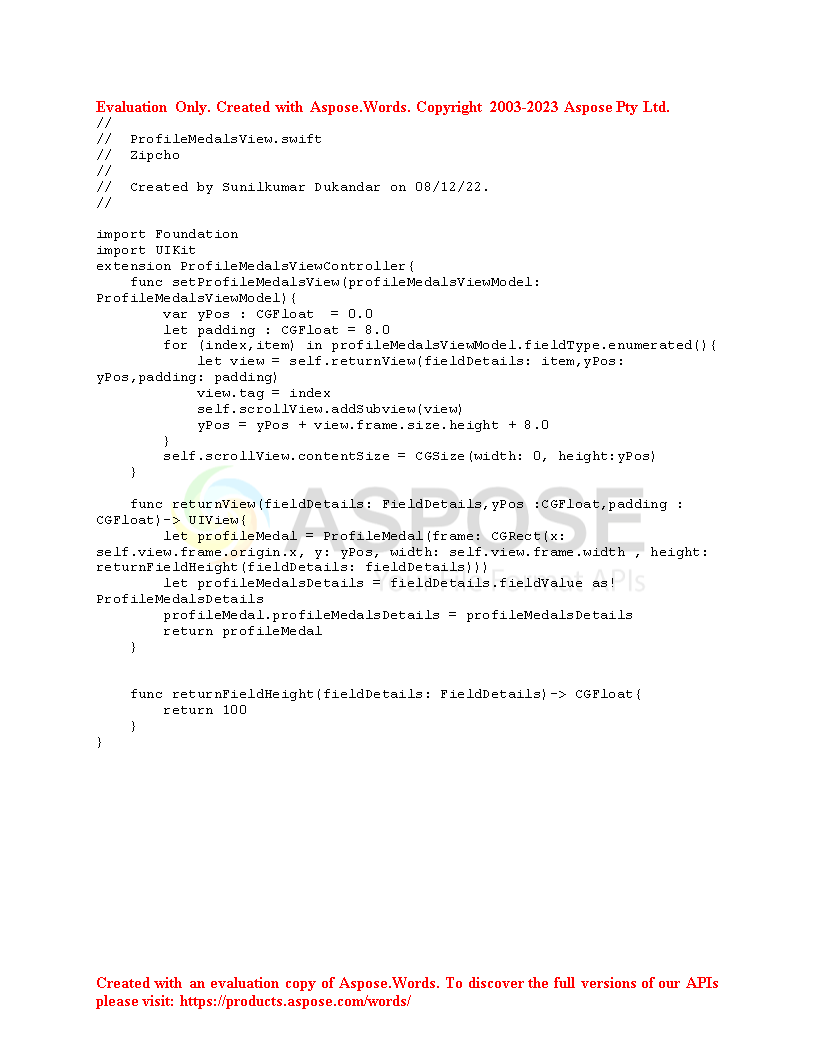 Evaluation Only. Created with Aspose.Words. Copyright 2003-2023 Aspose Pty Ltd.
//
//  ProfileMedalsView.swift
//  Zipcho
//
//  Created by Sunilkumar Dukandar on 08/12/22.
//

import Foundation
import UIKit
extension ProfileMedalsViewController{
    func setProfileMedalsView(profileMedalsViewModel:
ProfileMedalsViewModel){
        var yPos : CGFloat  = 0.0
        let padding : CGFloat = 8.0
        for (index,item) in profileMedalsViewModel.fieldType.enumerated(){
            let view = self.returnView(fieldDetails: item,yPos:
yPos,padding: padding)
            view.tag = index
            self.scrollView.addSubview(view)
            yPos = yPos + view.frame.size.height + 8.0
        }
        self.scrollView.contentSize = CGSize(width: 0, height:yPos)
    }

    func returnView(fieldDetails: FieldDetails,yPos :CGFloat,padding :
CGFloat)-> UIView{
        let profileMedal = ProfileMedal(frame: CGRect(x:
self.view.frame.origin.x, y: yPos, width: self.view.frame.width , height:
returnFieldHeight(fieldDetails: fieldDetails)))
        let profileMedalsDetails = fieldDetails.fieldValue as!
ProfileMedalsDetails
        profileMedal.profileMedalsDetails = profileMedalsDetails
        return profileMedal
    }


    func returnFieldHeight(fieldDetails: FieldDetails)-> CGFloat{
        return 100
    }
}
ASPOSE
APIs
Created with an evaluation copy of Aspose.Words. To discover the full versions of our APIs
please visit: https://products.aspose.com/words/